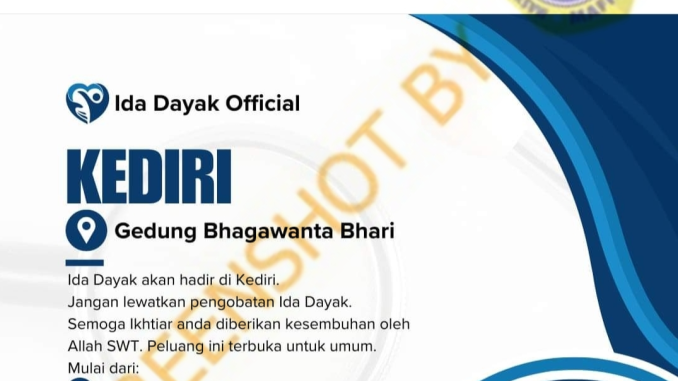 Ida Dayak Official
KEDIRI
Gedung Bhagawanta Bhari
Ida Dayak akan hadir di Kediri.
Jangan lewatkan pengobatan Ida Dayak.
Semoga Ikhtiar anda diberikan kesembuhan oleh
Allah SWT. Peluang ini terbuka untuk umum.
Mulai dari:
REENSHOT BY